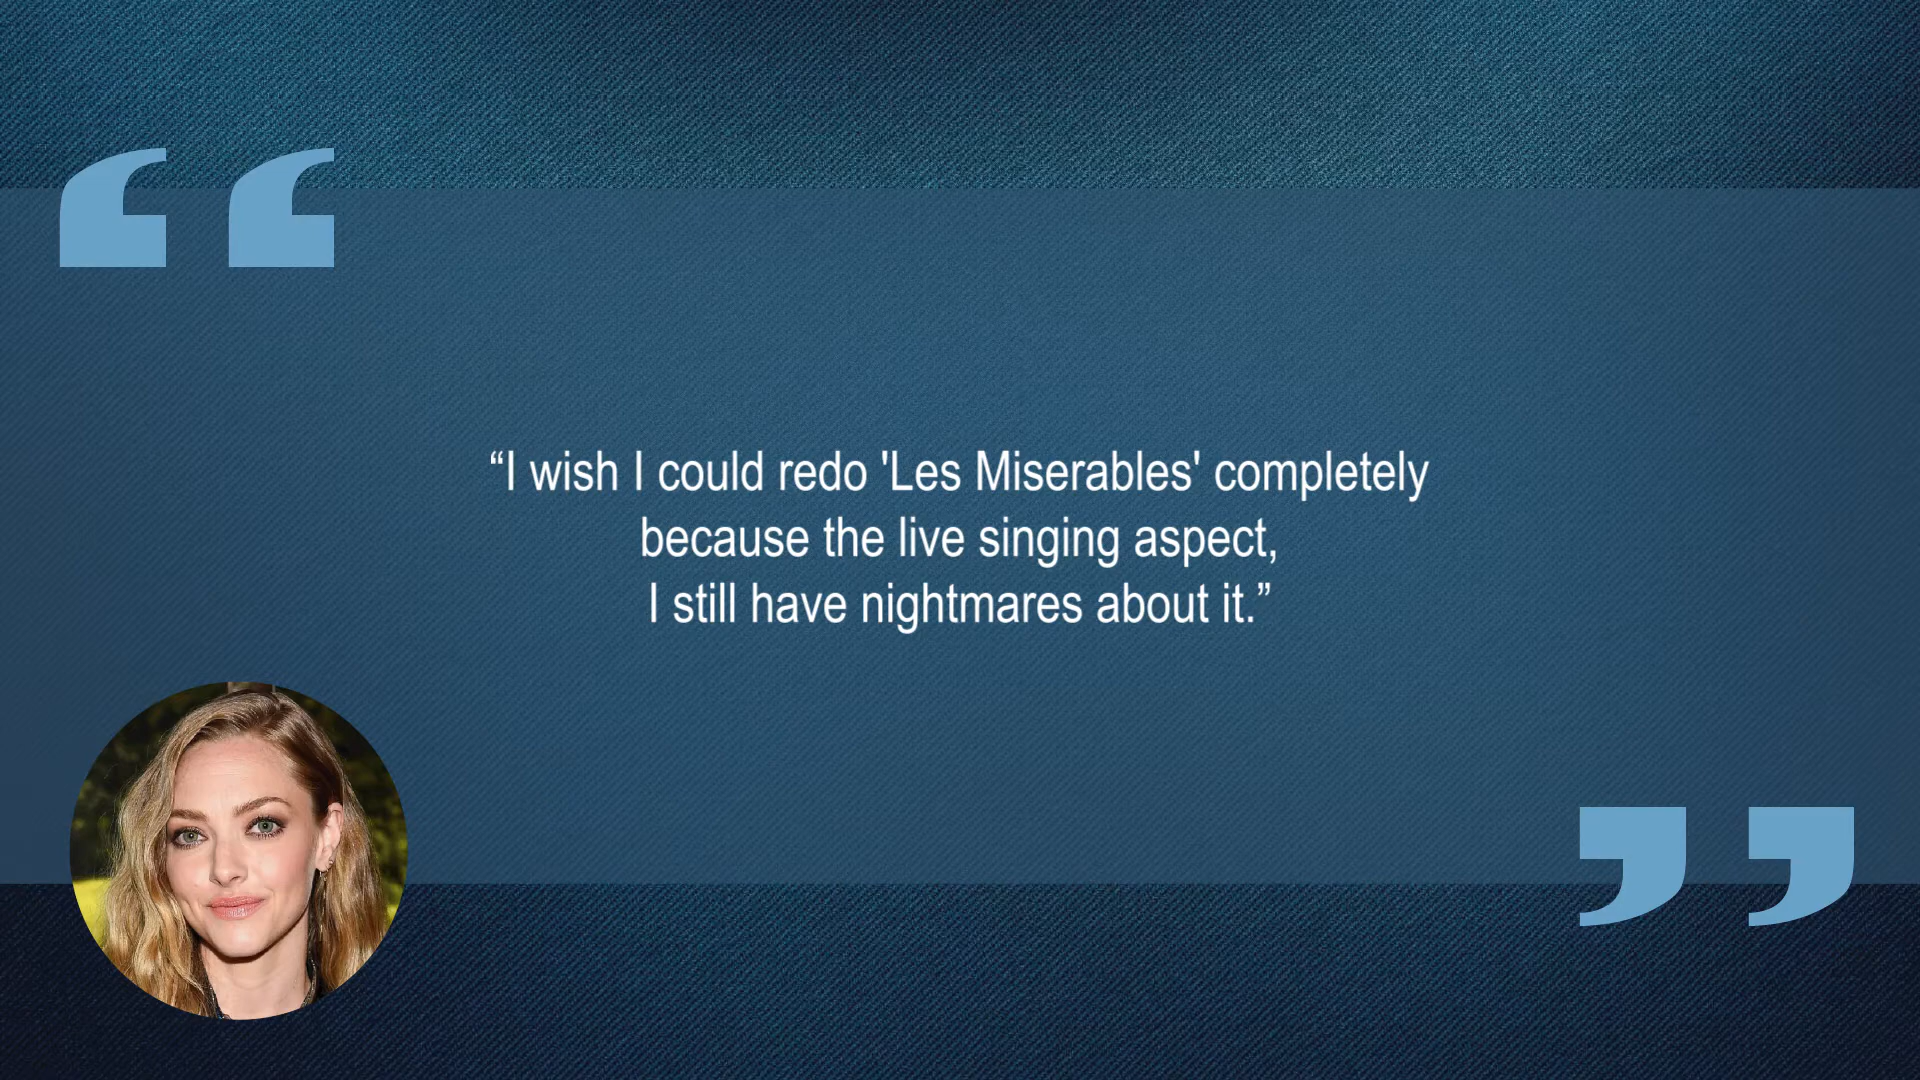 “I wish I could redo 'Les Miserables' completely
because the live singing aspect,
I still have nightmares about it.”